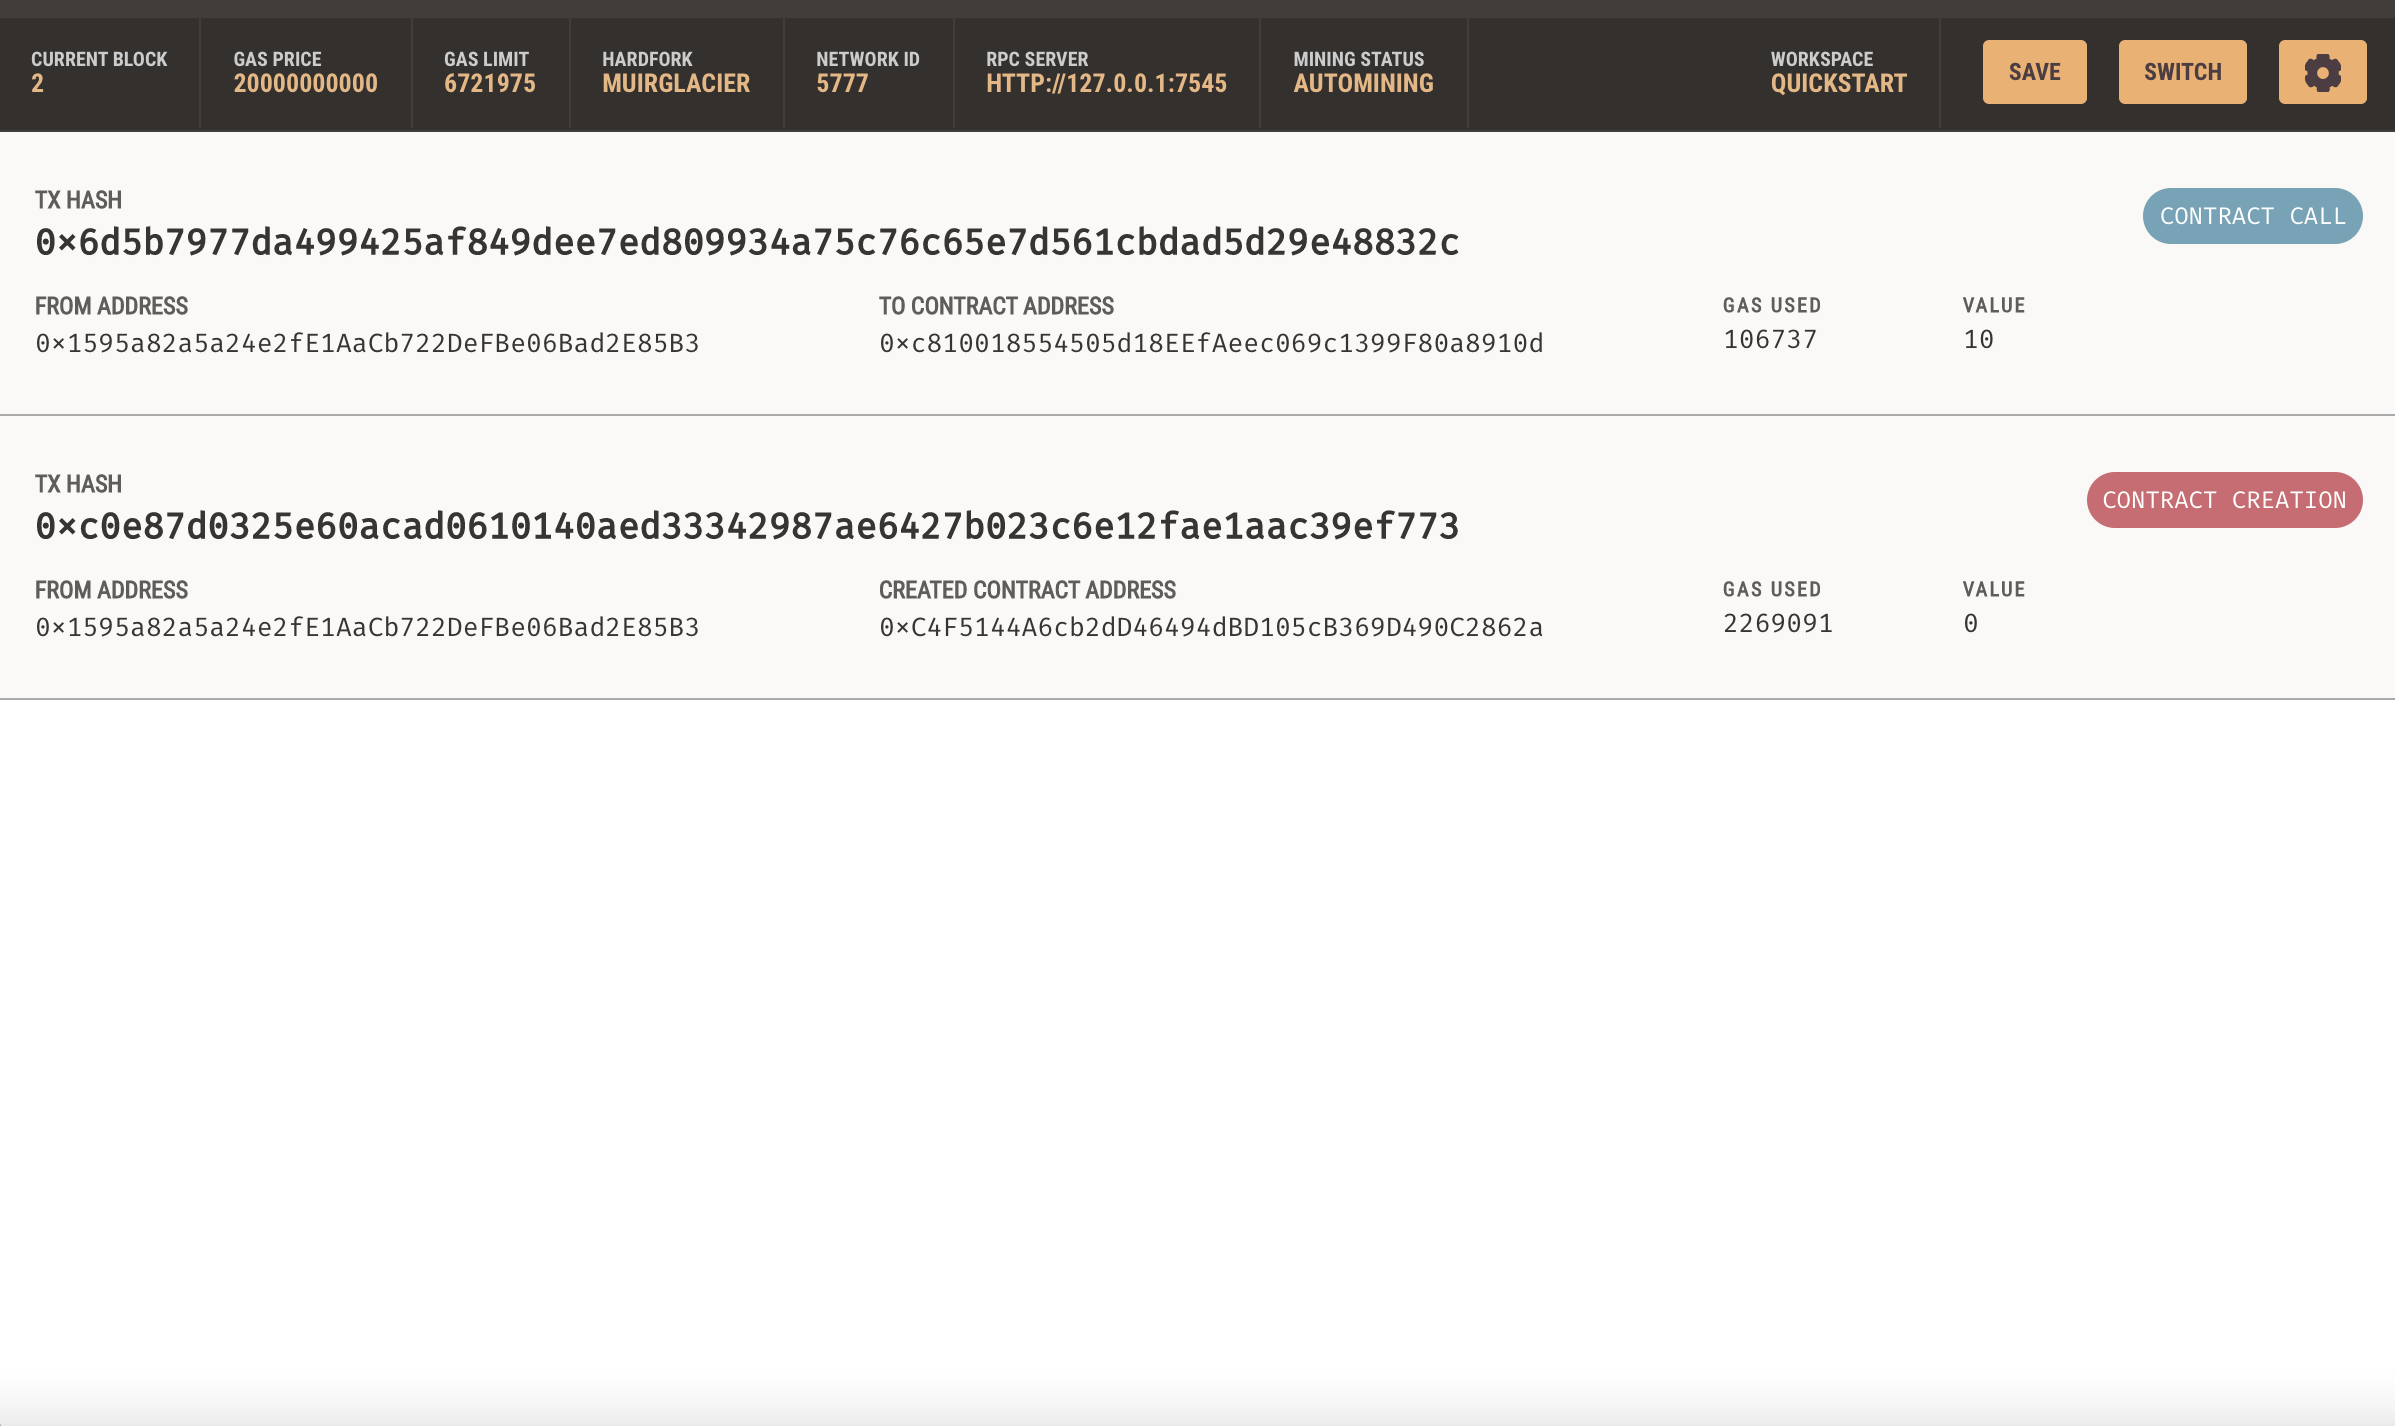 CURRENT BLOCK GAS PRICE GAS LIMIT HARDFORK NETWORK ID RPC SERVER MINING STATUS WORKSPACE
2 20000000000 6721975 MUIRGLACIER 5777 HTTP://127.0.0.1:7545 AUTOMINING QUICKSTART SAVE SWITCH
TX HASH
0×6d5b7977da499425af849dee7ed809934a75c76c65e7d561cbdad5d29e48832c CONTRACT CALL
FROM ADDRESS TO CONTRACT ADDRESS GAS USED VALUE
0×1595a82a5a24e2fE1AaCb722DeFBe06Bad2E85B3 0×c810018554505d18EEfAeec069c1399F80a8910d 106737 10
TX HASH
0×c0e87d0325e60acad0610140aed33342987ae6427b023c6e12fae1aac39ef773 CONTRACT CREATION
FROM ADDRESS CREATED CONTRACT ADDRESS GAS USED VALUE
0×1595a82a5a24e2fE1AaCb722DeFBe06Bad2E85B3 0×C4F5144A6cb2dD46494dBD105cB369D490C2862a 2269091 0